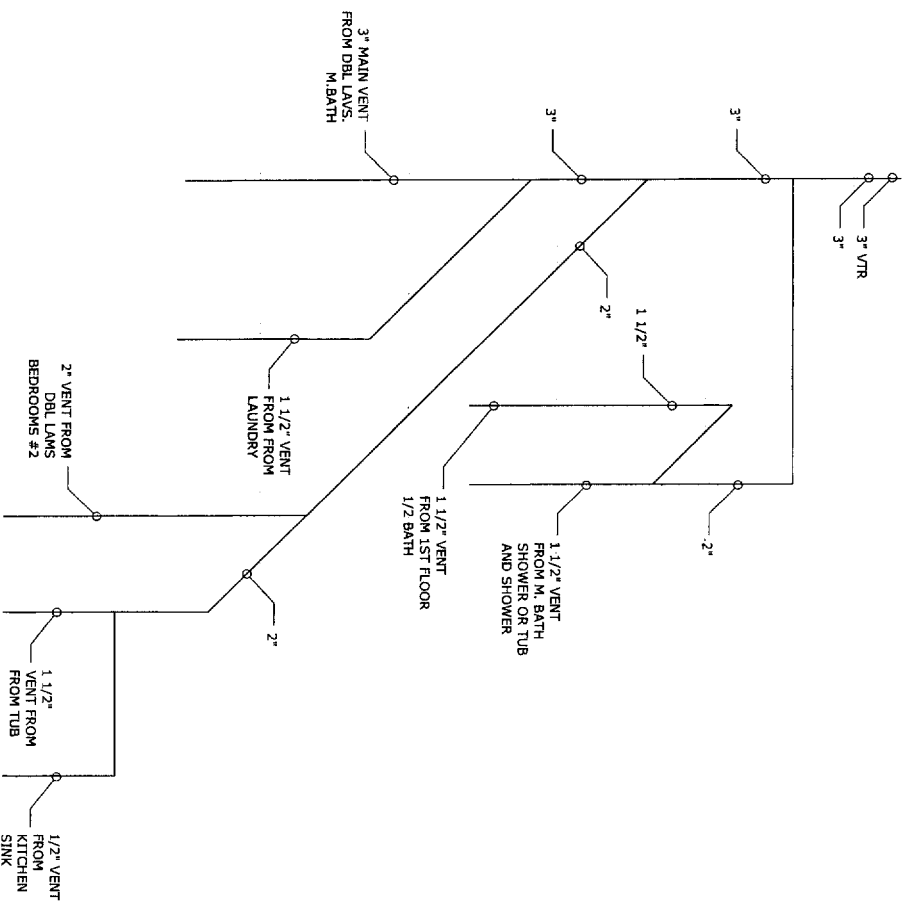 3" VTR
3"
3"
3"
3" MAIN VENT
FROM DBL LAVS.
M.BATH
2"
1 1/2"
2"
1 1/2" VENT
FROM FROM
LAUNDRY
1 1/2" VENT
FROM 1ST FLOOR
1/2 BATH
1 1/2" VENT
FROM M. BATH
SHOWER OR TUB
AND SHOWER
2" VENT FROM
DBL LAMS
BEDROOMS #2
2"
1 1/2"
VENT FROM
FROM TUB
1/2" VENT
FROM
KITCHEN
SINK